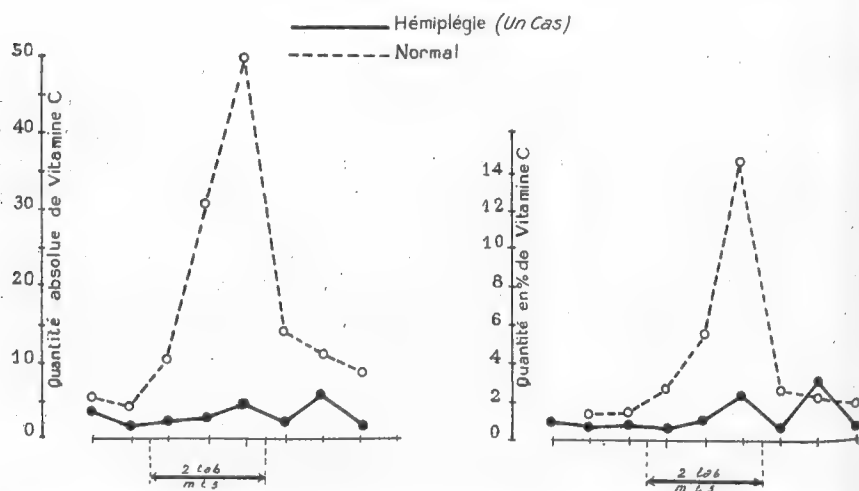 Hémiplégie (Un Cas)
Normal
Quantité absolue de Vitamine C
50
40
30
20
10
0
2 tab
Quantité en % de Vitamine C
14
12
10
8
6
4
2
0
2 tab